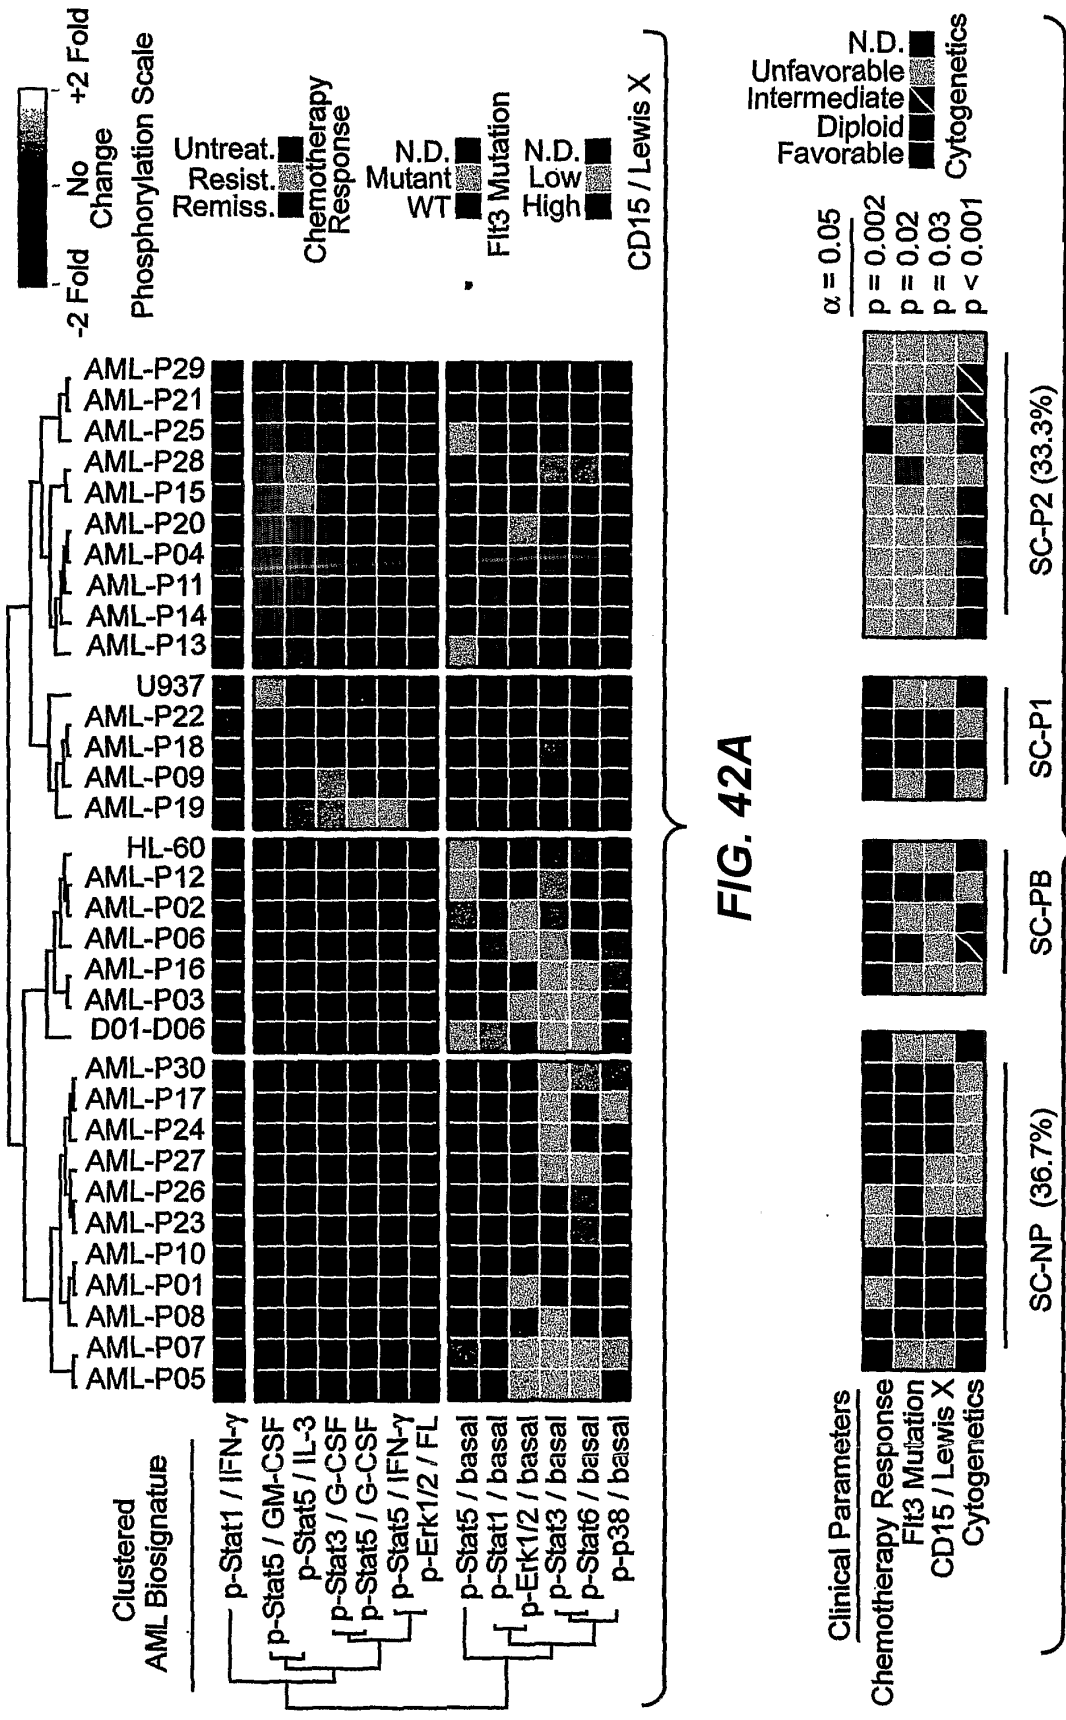 Clustered
AML Biosignatue
AML-P05
AML-P07
AML-P08
AML-P01
AML-P10
AML-P23
AML-P26
AML-P27
AML-P24
AML-P17
AML-P30
D01-D06
AML-P03
AML-P16
AML-P06
AML-P02
AML-P12
HL-60
AML-P19
AML-P09
AML-P18
AML-P22
U937
AML-P13
AML-P14
AML-P11
AML-P04
AML-P20
AML-P15
AML-P28
AML-P25
AML-P21
AML-P29
-2 Fold
No
Change
+2 Fold
Phosphorylation Scale
p-Stat1 / IFN-γ
p-Stat5 / GM-CSF
p-Stat5 / IL-3
p-Stat3 / G-CSF
p-Stat5 / G-CSF
p-Stat5 / IFN-γ
p-Erk1/2 / FL
p-Stat5 / basal
p-Stat1 / basal
p-Erk1/2 / basal
p-Stat3 / basal
p-Stat6 / basal
p-p38 / basal
Remiss.
Resist.
Untreat.
Chemotherapy
Response
WT
Mutant
N.D.
Flt3 Mutation
High
Low
N.D.
CD15 / Lewis X
FIG. 42A
Clinical Parameters
Chemotherapy Response
Flt3 Mutation
CD15 / Lewis X
Cytogenetics
α = 0.05
p = 0.002
p = 0.02
p = 0.03
p < 0.001
Favorable
Diploid
Intermediate
Unfavorable
N.D.
Cytogenetics
SC-NP (36.7%)
SC-PB
SC-P1
SC-P2 (33.3%)